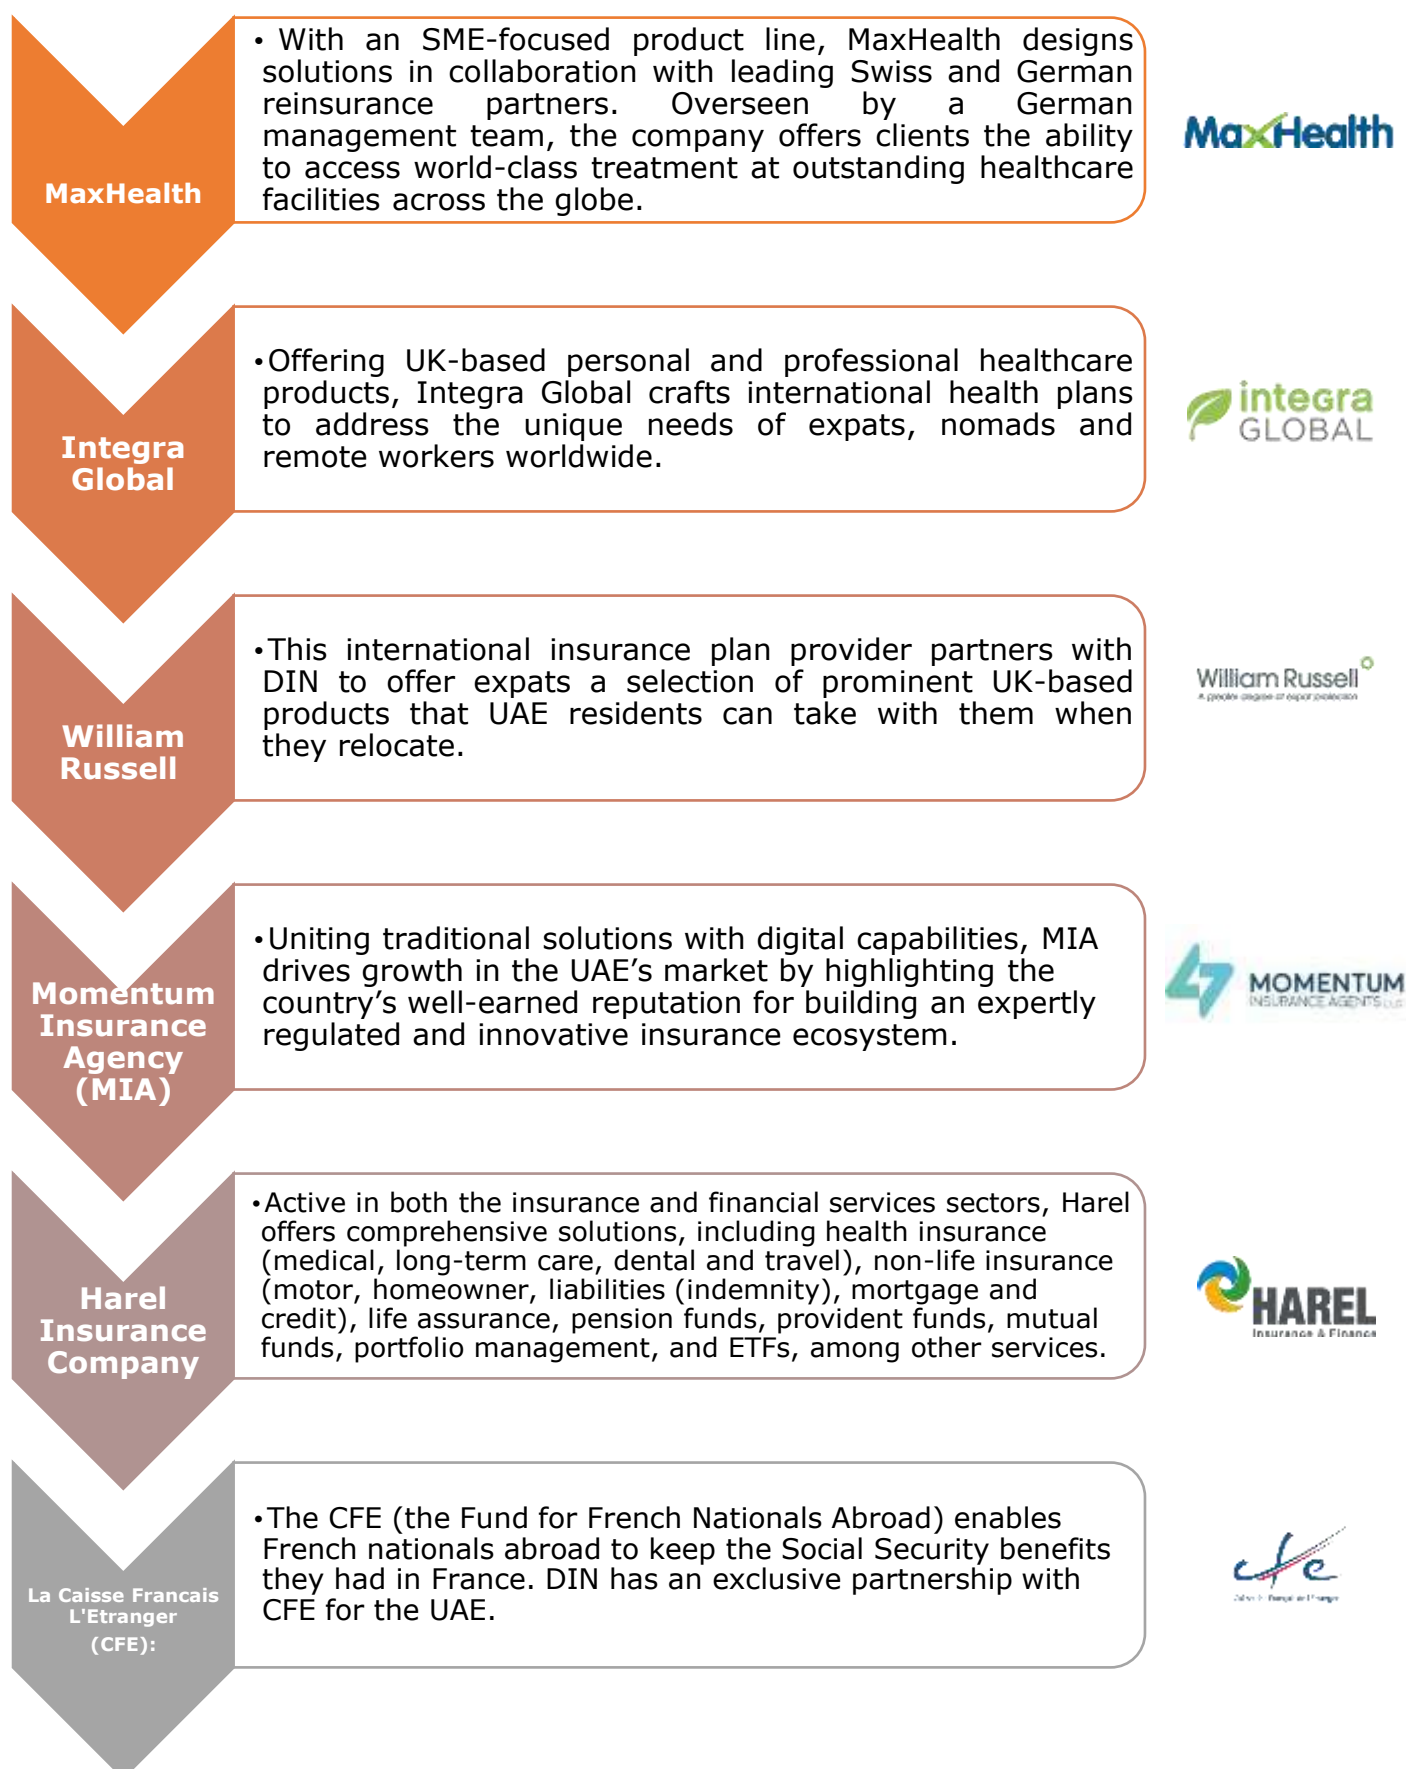 MaxHealth
• With an SME-focused product line, MaxHealth designs
solutions in collaboration with leading Swiss and German
reinsurance partners. Overseen by a German
management team, the company offers clients the ability
to access world-class treatment at outstanding healthcare
facilities across the globe.
MaxHealth
Integra
Global
•Offering UK-based personal and professional healthcare
products, Integra Global crafts international health plans
to address the unique needs of expats, nomads and
remote workers worldwide.
integra
GLOBAL
William
Russell
•This international insurance plan provider partners with
DIN to offer expats a selection of prominent UK-based
products that UAE residents can take with them when
they relocate.
William Russell
A greater degree of expat protection
Momentum
Insurance
Agency
(MIA)
•Uniting traditional solutions with digital capabilities, MIA
drives growth in the UAE’s market by highlighting the
country’s well-earned reputation for building an expertly
regulated and innovative insurance ecosystem.
MOMENTUM
INSURANCE AGENTS
Harel
Insurance
Company
•Active in both the insurance and financial services sectors, Harel
offers comprehensive solutions, including health insurance
(medical, long-term care, dental and travel), non-life insurance
(motor, homeowner, liabilities (indemnity), mortgage and
credit), life assurance, pension funds, provident funds, mutual
funds, portfolio management, and ETFs, among other services.
HAREL
Insurance & Finance
La Caisse Francais
L'Etranger
(CFE):
•The CFE (the Fund for French Nationals Abroad) enables
French nationals abroad to keep the Social Security benefits
they had in France. DIN has an exclusive partnership with
CFE for the UAE.
cfe